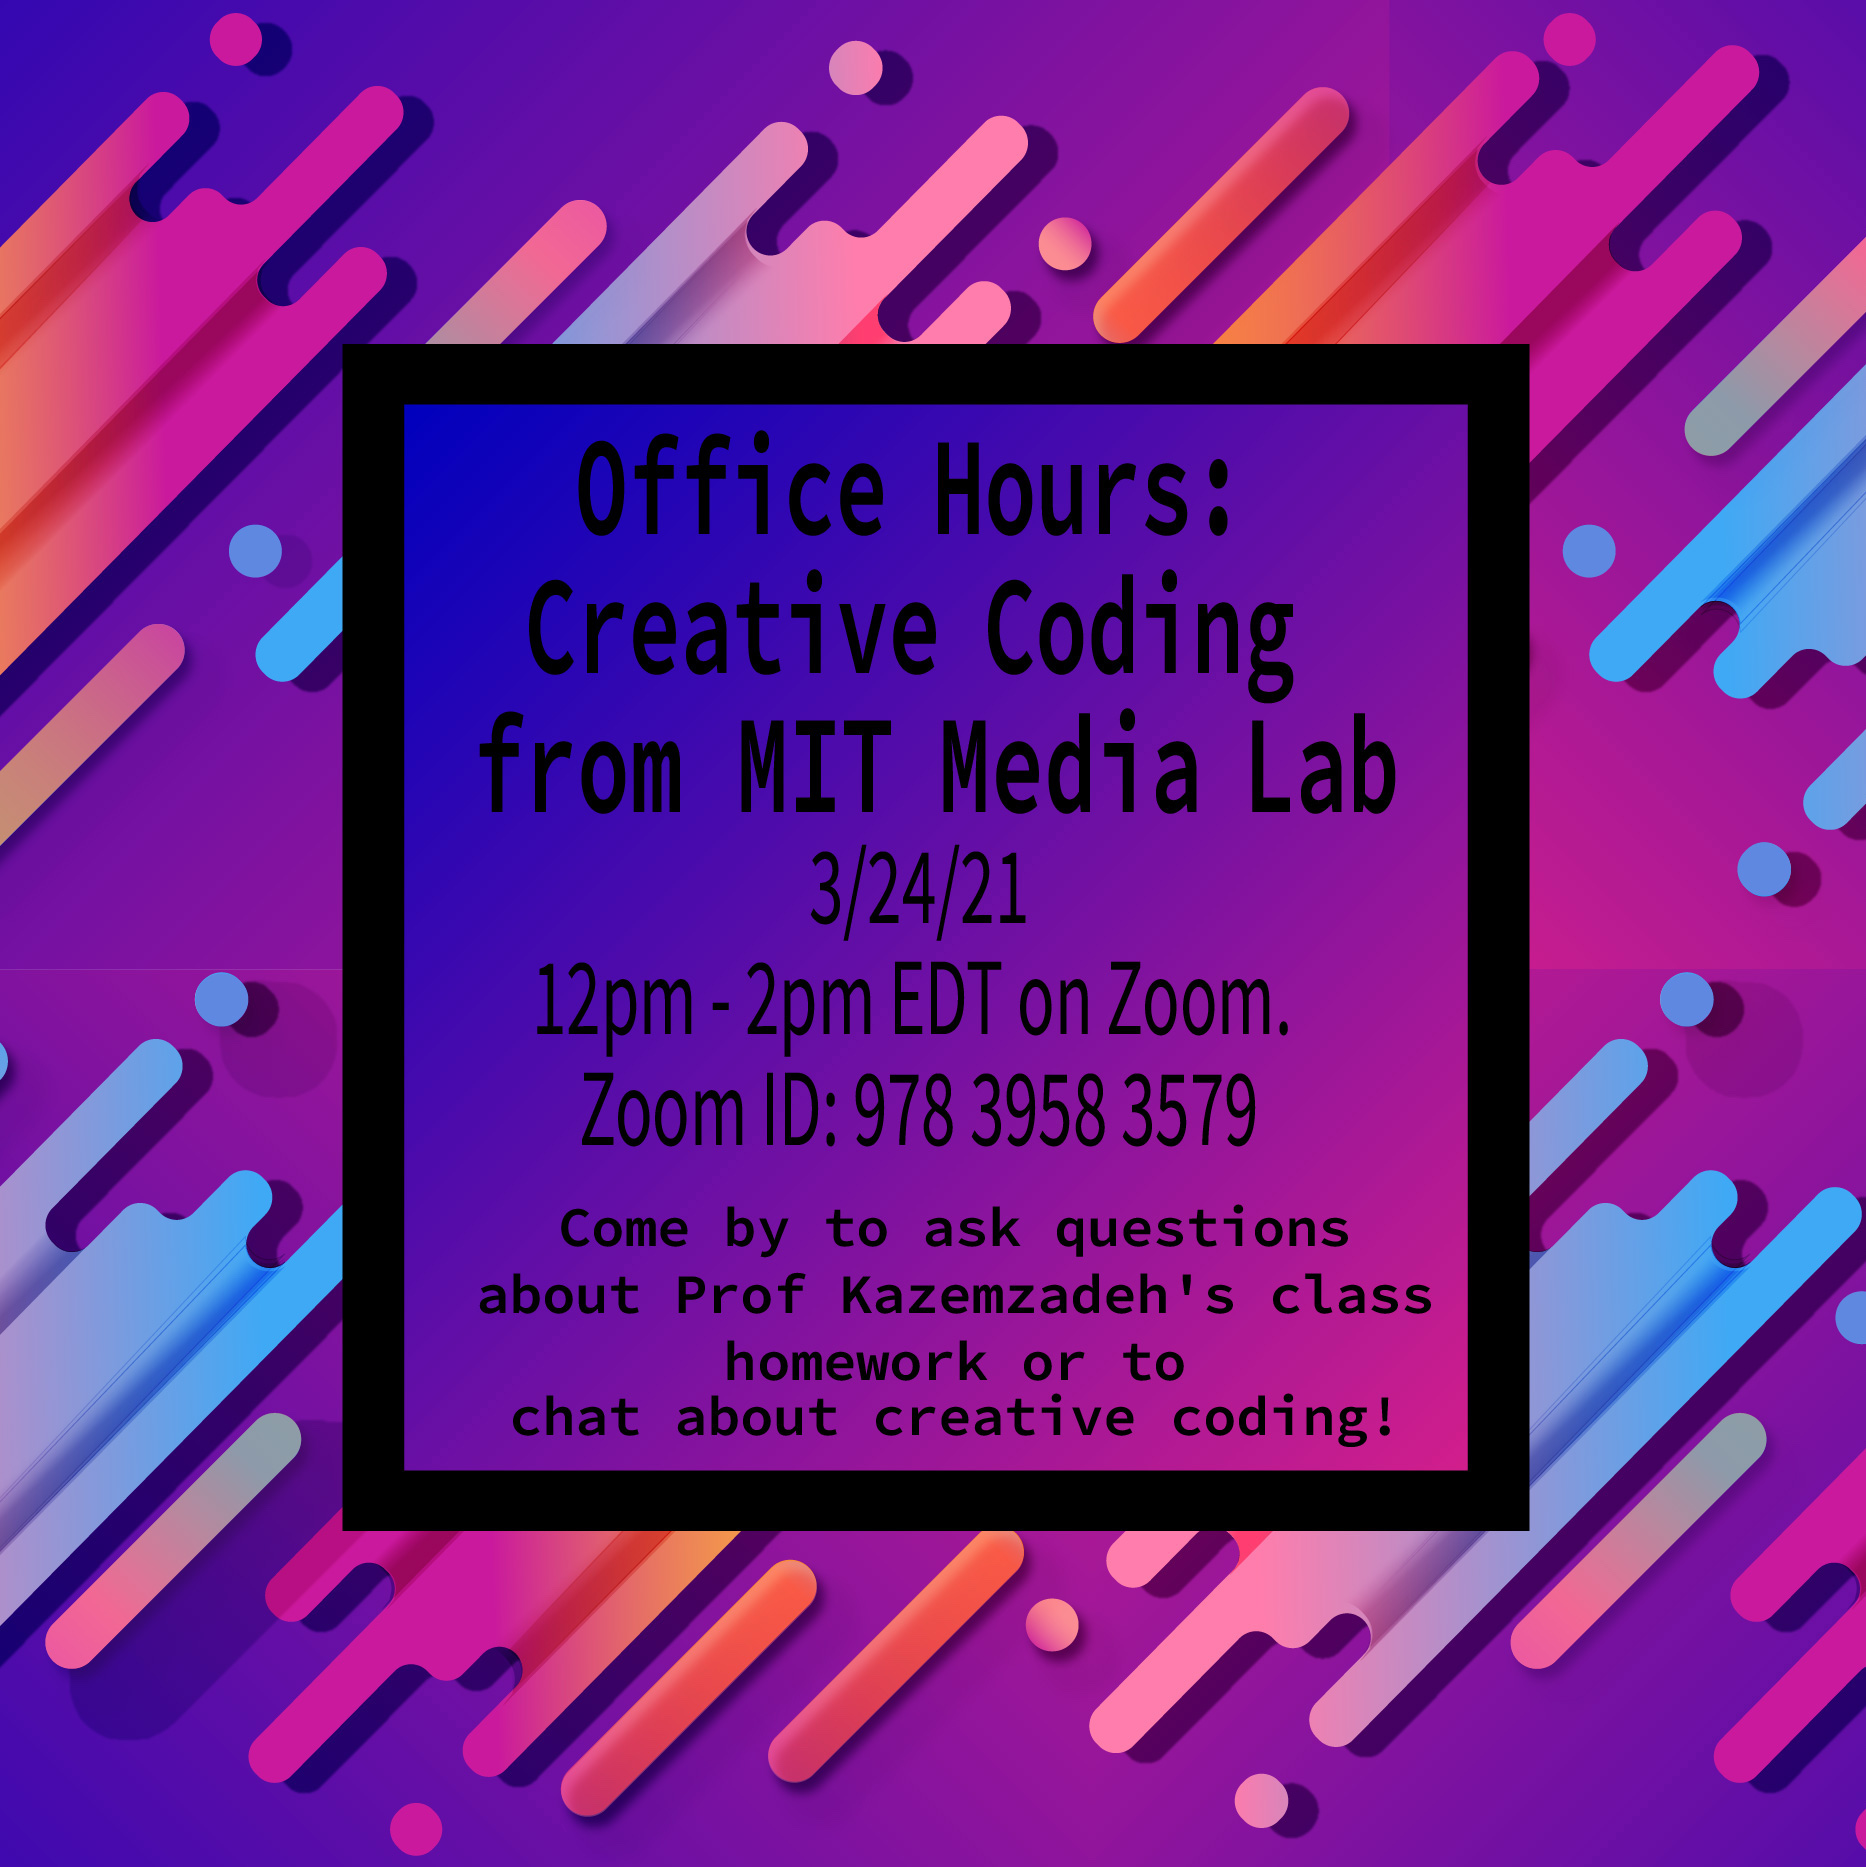 Office Hours:
Creative Coding
from MIT Media Lab
3/24/21
12pm - 2pm EDT on Zoom.
Zoom ID: 978 3958 3579
Come by to ask questions
about Prof Kazemzadeh's class
homework or to
chat about creative coding!